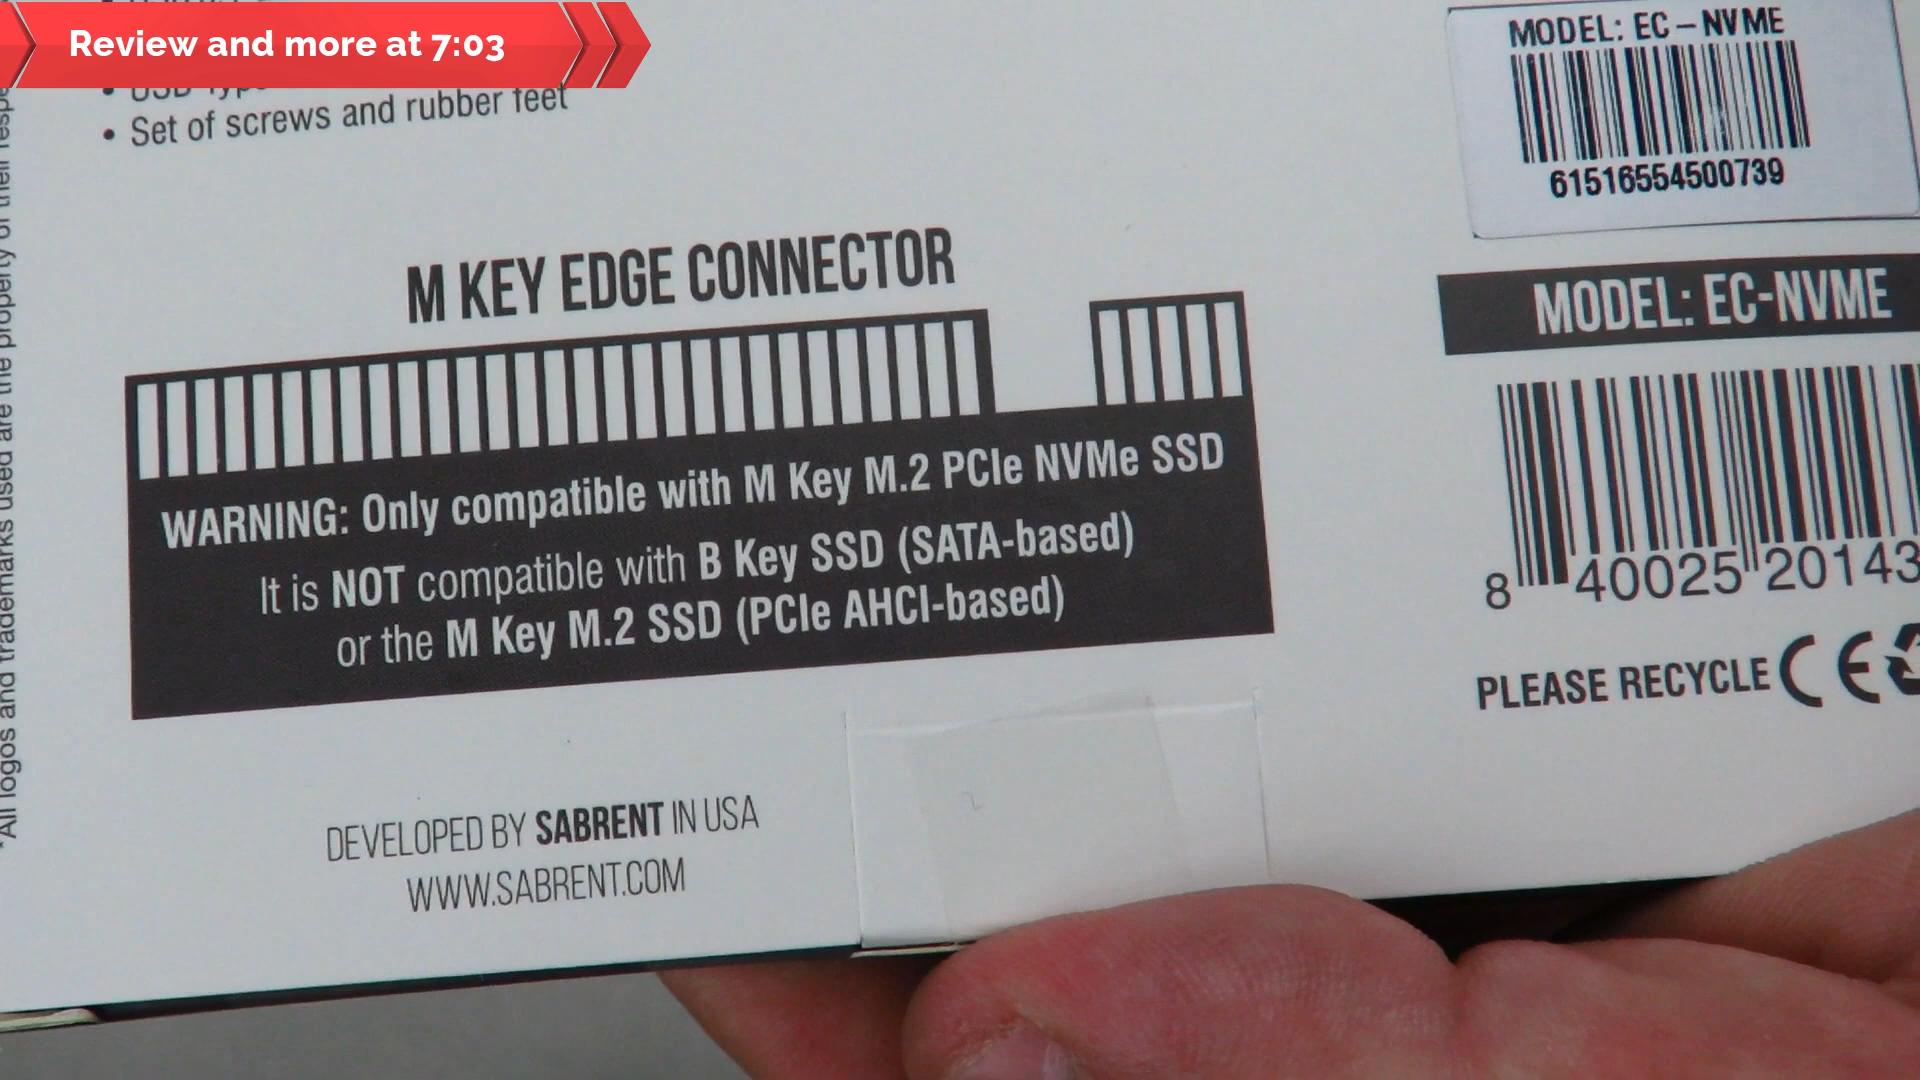 Review and more at 7:03
• USB Typ
• Set of screws and rubber feet
M KEY EDGE CONNECTOR
WARNING: Only compatible with M Key M.2 PCIe NVMe SSD
It is NOT compatible with B Key SSD (SATA-based)
or the M Key M.2 SSD (PCIe AHCI-based)
DEVELOPED BY SABRENT IN USA
WWW.SABRENT.COM
MODEL: EC – NVME
61516554500739
MODEL: EC-NVME
8 40025 20143
PLEASE RECYCLE CE
*All logos and trademarks used are the property of their respe